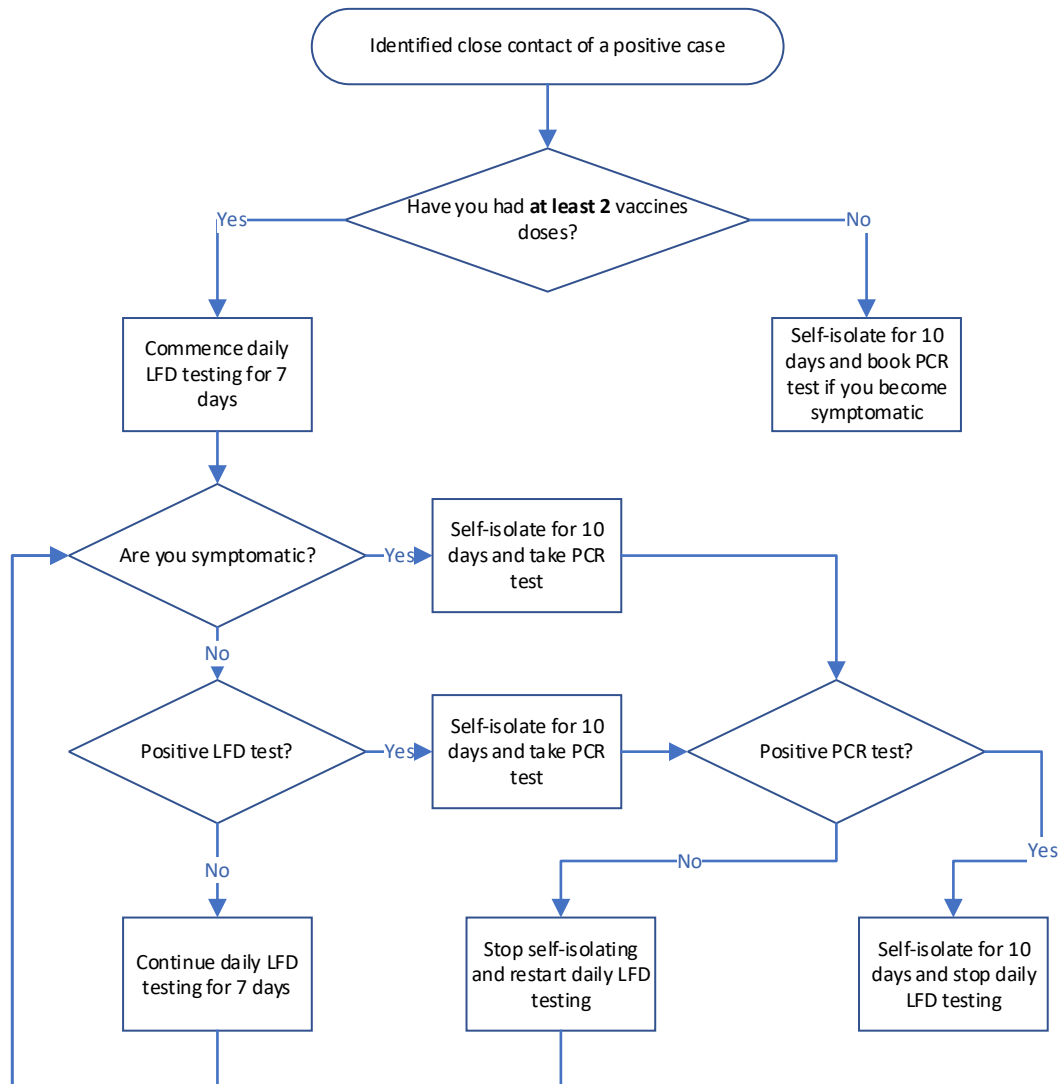 Identified close contact of a positive case
Have you had at least 2 vaccines
doses?
Yes
No
Commence daily
LFD testing for 7
days
Self-isolate for 10
days and book PCR
test if you become
symptomatic
Are you symptomatic?
Yes
Self-isolate for 10
days and take PCR
test
No
Positive LFD test?
Yes
Self-isolate for 10
days and take PCR
test
Positive PCR test?
No
No
Yes
Continue daily LFD
testing for 7 days
Stop self-isolating
and restart daily LFD
testing
Self-isolate for 10
days and stop daily
LFD testing